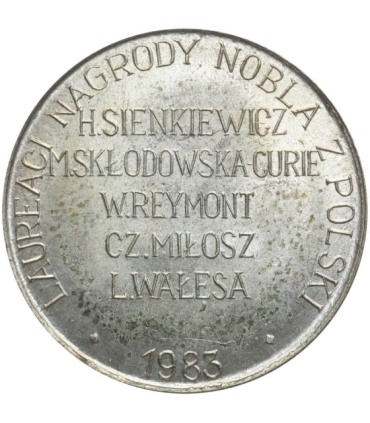 LAUREACI NAGRODY NOBLA Z POLSKI
H.SIENKIEWICZ
M.SKŁODOWSKA CURIE
W.REYMONT
CZ.MIŁOSZ
L.WAŁĘSA
1983